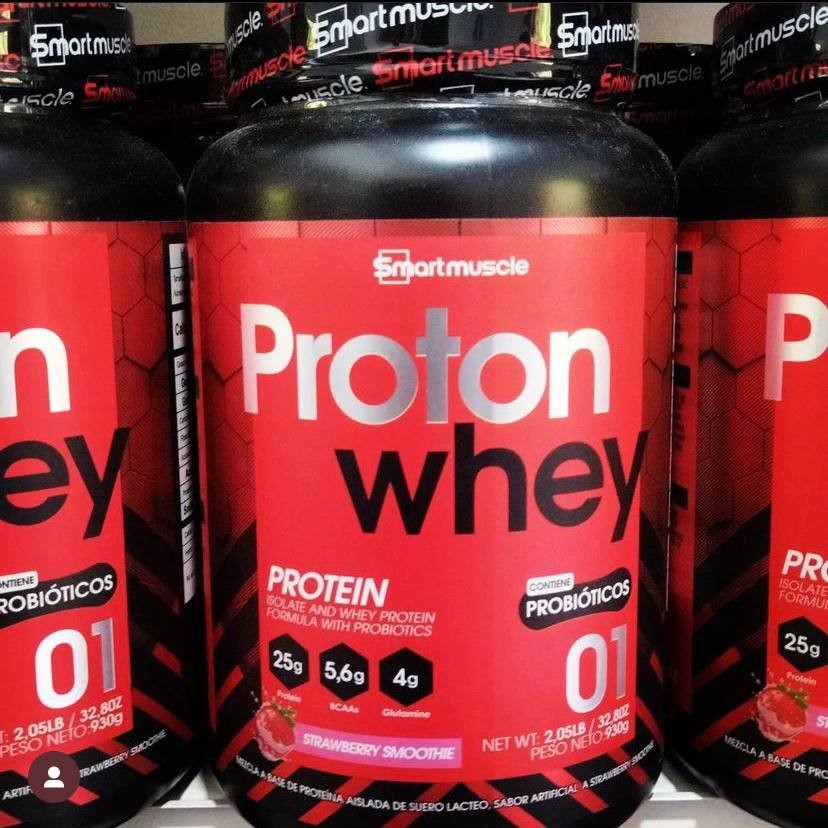 Smartmuscle
Proton
whey
PROTEIN
ISOLATE AND WHEY PROTEIN
FORMULA WITH PROBIOTICS
CONTIENE
PROBIÓTICOS
25g
5,6g
4g
Protein
BCAAs
Glutamine
01
STRAWBERRY SMOOTHIE
NET WT: 2,05LB / 32,8OZ
PESO NETO: 930g
MEZCLA A BASE DE PROTEÍNA AISLADA DE SUERO LACTEO, SABOR ARTIFICIAL A STRAWBERRY SMOOTHIE